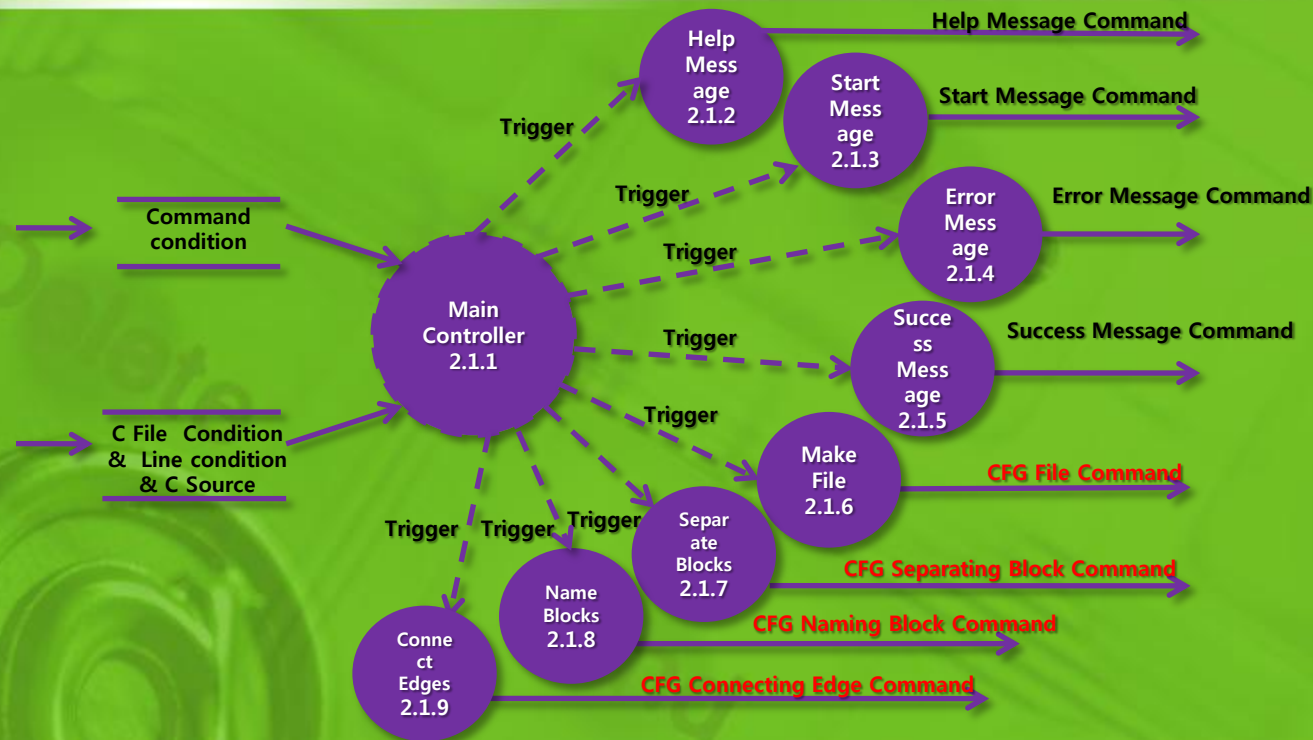 Help Message Command
Help
Mess
age
2.1.2
Start
Mess
age
2.1.3
Start Message Command
Trigger
Trigger
Error
Mess
age
2.1.4
Error Message Command
Command
condition
Trigger
Main
Controller
2.1.1
Trigger
Succe
ss
Mess
age
2.1.5
Success Message Command
C File Condition
& Line condition
& C Source
Trigger
Make
File
2.1.6
CFG File Command
Trigger
Trigger
Trigger
Separ
ate
Blocks
2.1.7
CFG Separating Block Command
Name
Blocks
2.1.8
CFG Naming Block Command
Conne
ct
Edges
2.1.9
CFG Connecting Edge Command